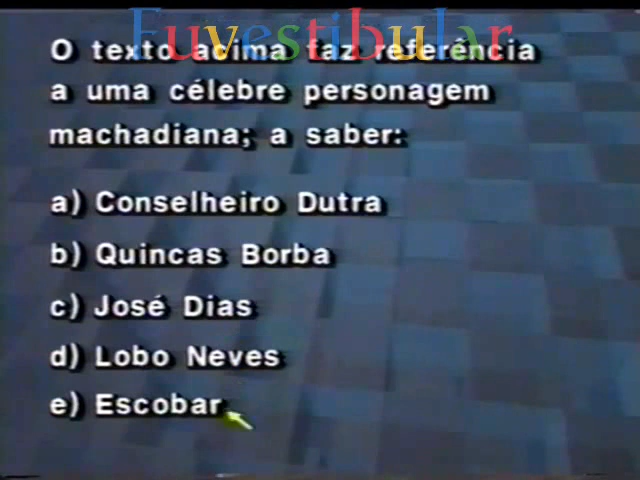 Fuvestibular
O texto acima faz referência
a uma célebre personagem
machadiana; a saber:
a) Conselheiro Dutra
b) Quincas Borba
c) José Dias
d) Lobo Neves
e) Escobar